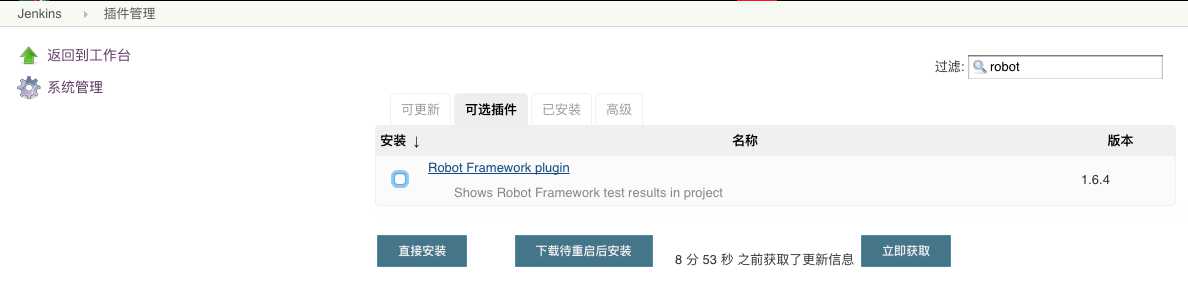 Jenkins 插件管理
返回到工作台
系统管理
过滤: robot
可更新 可选插件 已安装 高级
安装 ↓ 名称 版本
Robot Framework plugin
Shows Robot Framework test results in project
1.6.4
直接安装 下载待重启后安装 8 分 53 秒 之前获取了更新信息 立即获取